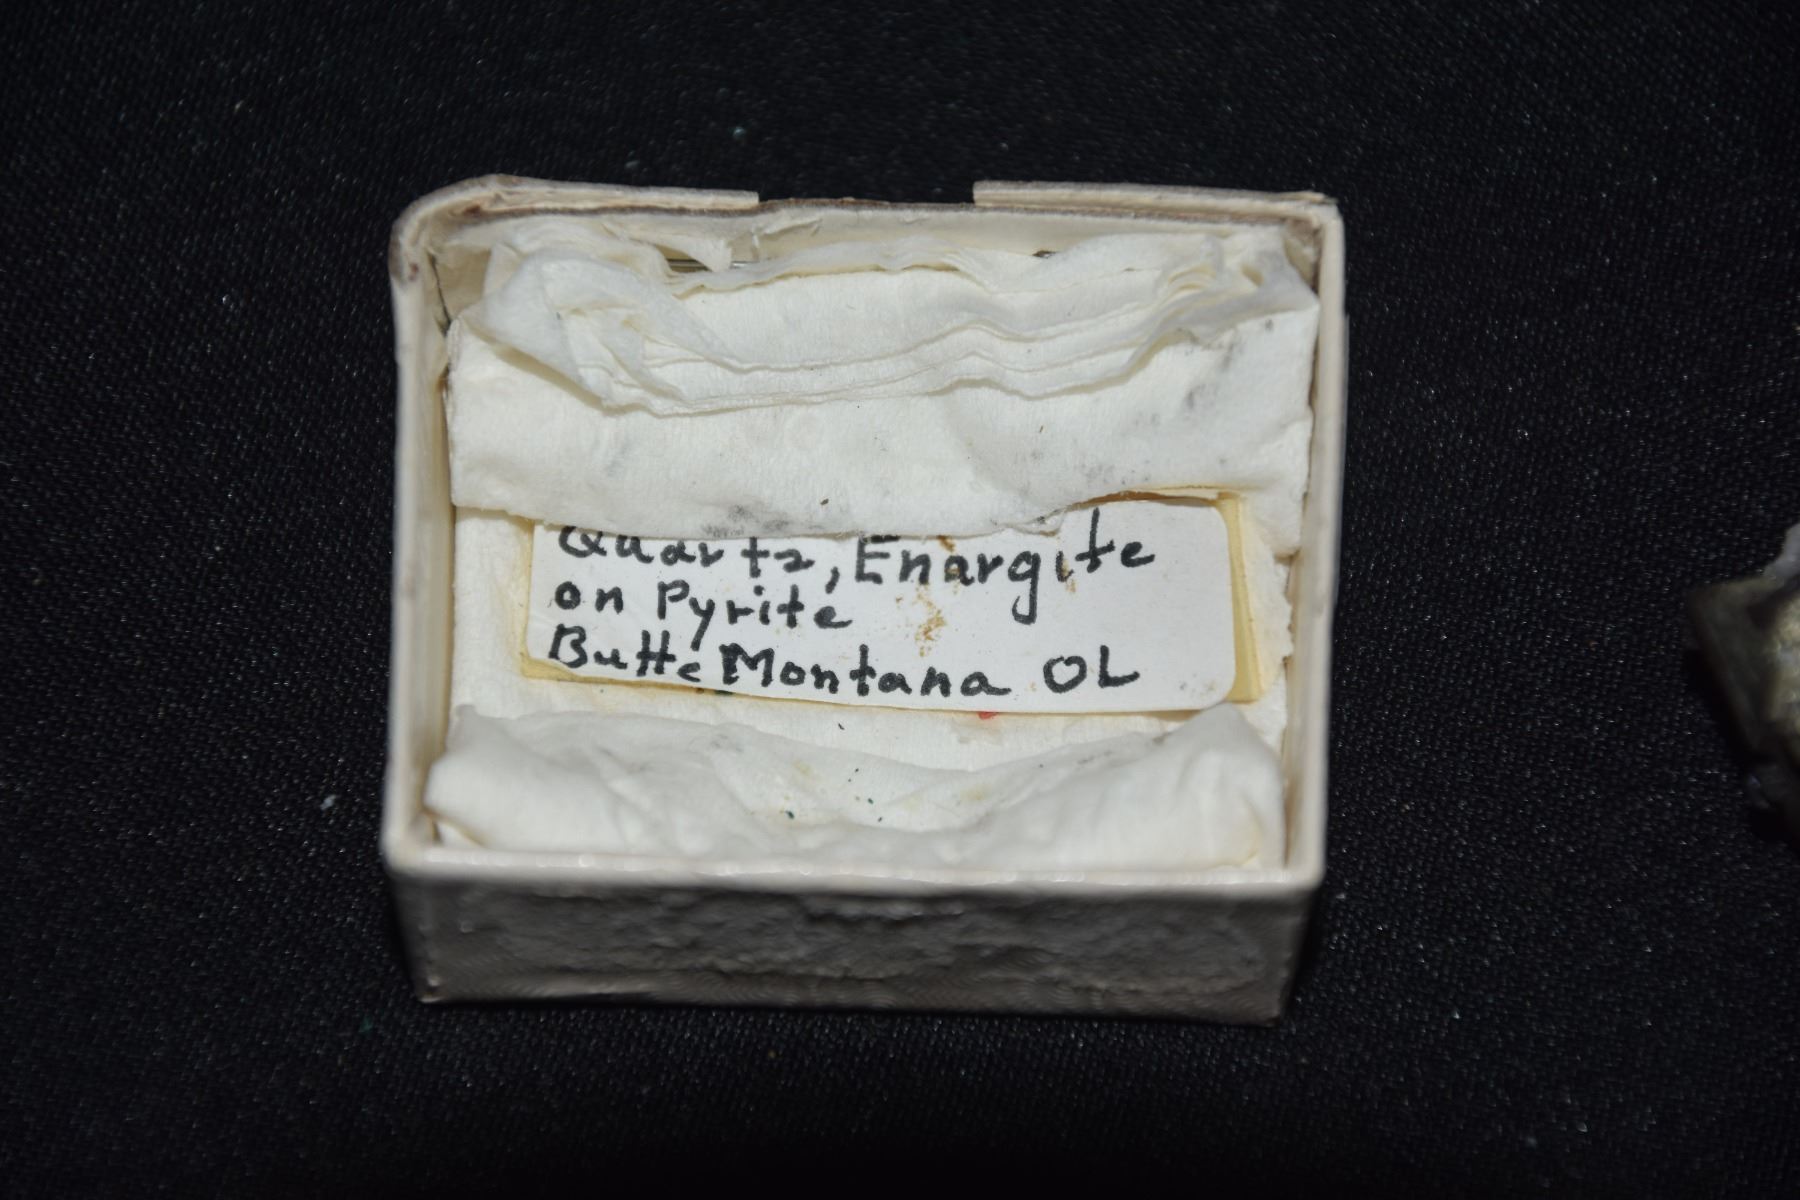 Quartz, Enargite
on Pyrite
Butte Montana OL